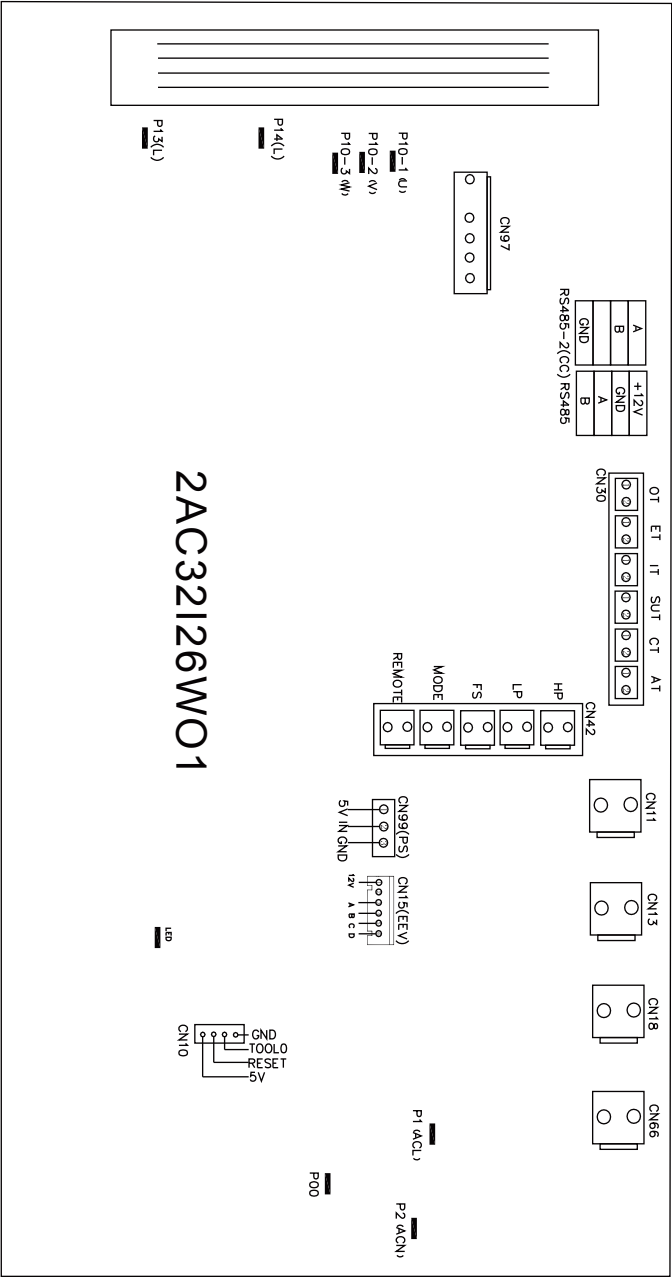 P13(L)
P14(L)
P10-3 (W)
P10-2 (V)
P10-1 (U)
CN97
RS485-2(CC)
GND
B
A
RS485
B
A
GND
+12V
CN30
OT
ET
IT
SUT
CT
AT
2AC32I26WO1
REMOTE
MODE
FS
LP
HP
CN42
CN11
CN13
CN18
CN66
CN99(PS)
5V IN GND
CN15(EEV)
12V A B C D
LED
CN10
GND
TOOL0
RESET
5V
P1 (ACL)
P00
P2 (ACN)